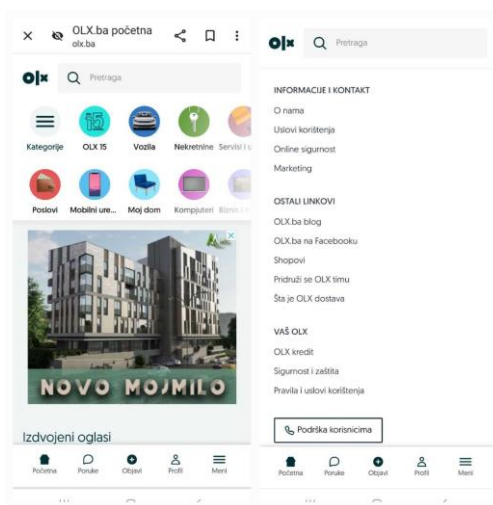 OLX.ba početna
olx.ba
olx
Pretraga
Kategorije
OLX 15
Vozila
Nekretnine
Servisi i u
Poslovi
Mobilni ure...
Moj dom
Kompjuteri
NOVO MOJMILO
Izdvojeni oglasi
Početna
Poruke
Objavi
Profil
Meni
olx
Pretraga
INFORMACIJE I KONTAKT
O nama
Uslovi korištenja
Online sigurnost
Marketing
OSTALI LINKOVI
OLX.ba blog
OLX.ba na Facebooku
Shopovi
Pridruži se OLX timu
Šta je OLX dostava
VAŠ OLX
OLX kredit
Sigurnost i zaštita
Pravila i uslovi korištenja
Podrška korisnicima
Početna
Poruke
Objavi
Profil
Meni